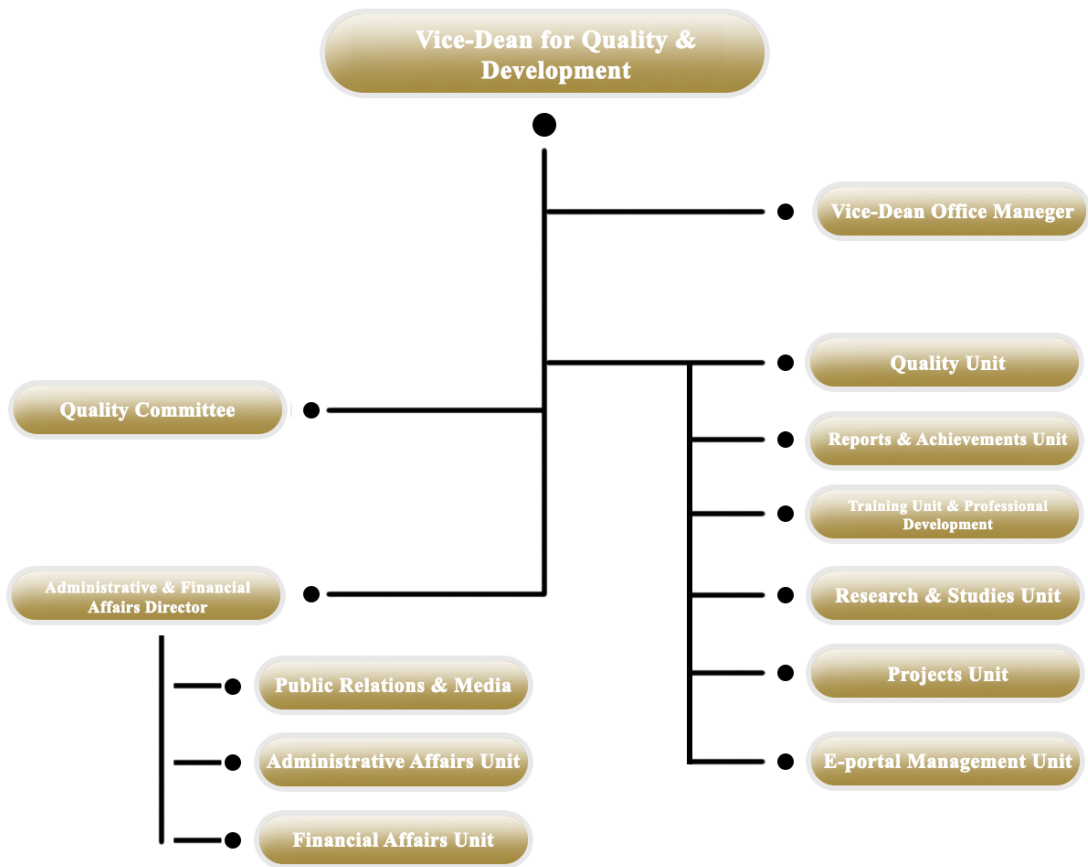 Vice-Dean for Quality &
Development
Vice-Dean Office Maneger
Quality Unit
Quality Committee
Reports & Achievements Unit
Training Unit & Professional
Development
Administrative & Financial
Affairs Director
Research & Studies Unit
Public Relations & Media
Projects Unit
Administrative Affairs Unit
E-portal Management Unit
Financial Affairs Unit